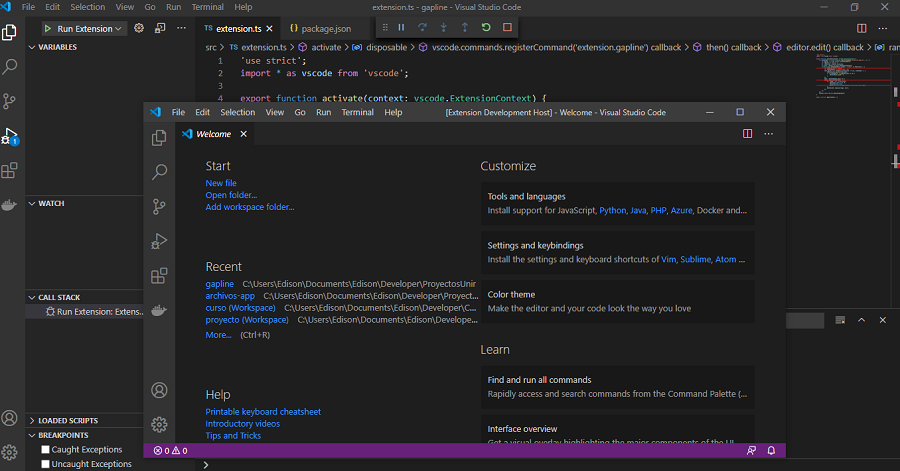 File Edit Selection View Go Run Terminal Help extension.ts - gapline - Visual Studio Code
Run Extension
TS extension.ts
{} package.json
VARIABLES
src > TS extension.ts > activate > disposable > vscode.commands.registerCommand('extension.gapline') callback > then() callback > editor.edit() callback > ran
1 'use strict';
2 import * as vscode from 'vscode';
3
4 export function activate(context: vscode.ExtensionContext) {
File Edit Selection View Go Run Terminal Help [Extension Development Host] - Welcome - Visual Studio Code
Welcome
1
Start
New file
Open folder...
Add workspace folder...
Customize
Tools and languages
Install support for JavaScript, Python, Java, PHP, Azure, Docker and...
Settings and keybindings
Install the settings and keyboard shortcuts of Vim, Sublime, Atom ...
Color theme
Make the editor and your code look the way you love
WATCH
Recent
gapline C:\Users\Edison\Documents\Edison\Developer\ProyectosUnir
archivos-app C:\Users\Edison\Documents\Edison\Developer\Proyect...
curso (Workspace) C:\Users\Edison\Documents\Edison\Developer\C...
proyecto (Workspace) C:\Users\Edison\Documents\Edison\Develope...
More... (Ctrl+R)
CALL STACK
Run Extension: Extens...
Learn
Find and run all commands
Rapidly access and search commands from the Command Palette (...
Interface overview
Get a visual overlay highlighting the major components of the UI
Help
Printable keyboard cheatsheet
Introductory videos
Tips and Tricks
LOADED SCRIPTS
BREAKPOINTS
Caught Exceptions
Uncaught Exceptions
0 0